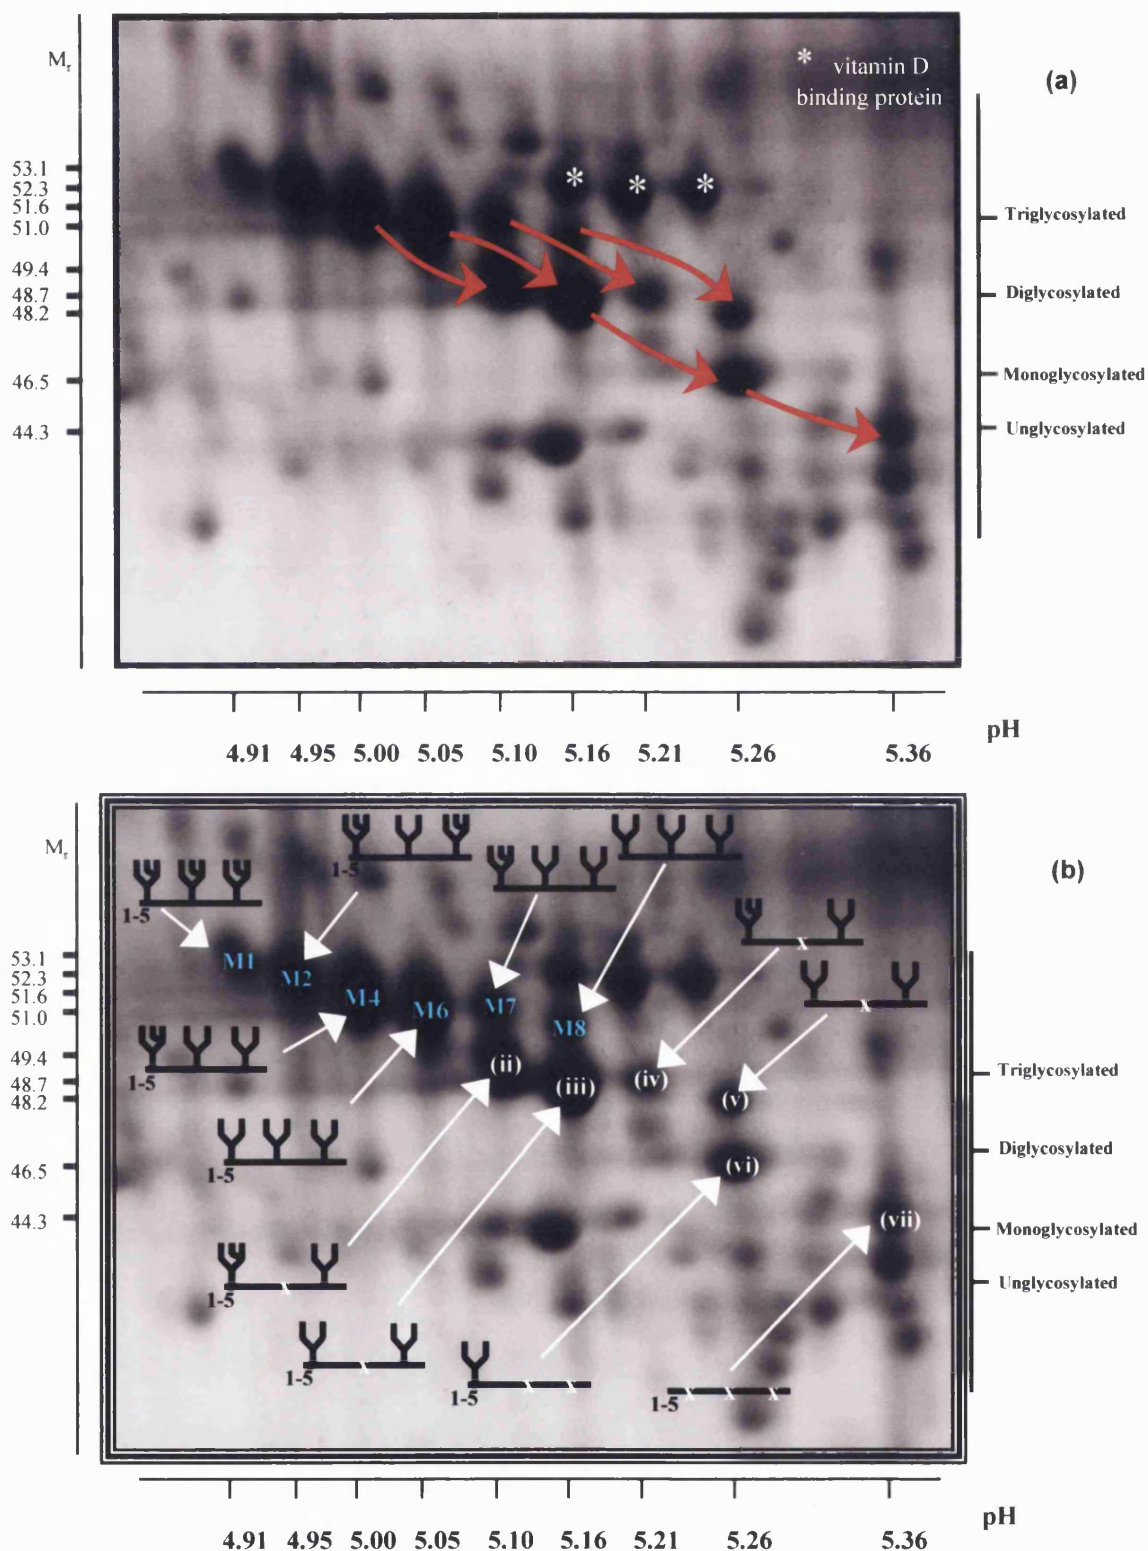 (a)
Mr
* vitamin D
binding protein
* * *
53.1
52.3
51.6
51.0
49.4
48.7
48.2
46.5
44.3
Triglycosylated
Diglycosylated
Monoglycosylated
Unglycosylated
4.91 4.95 5.00 5.05 5.10 5.16 5.21 5.26 5.36
pH
(b)
Mr
53.1
52.3
51.6
51.0
49.4
48.7
48.2
46.5
44.3
1-5
1-5
M1
M2
M4
M6
M7
M8
x
x
1-5
(ii)
(iii)
(iv)
(v)
(vi)
(vii)
1-5
1-5 x
1-5 x
1-5 x x
1-5 x x x
Triglycosylated
Diglycosylated
Monoglycosylated
Unglycosylated
4.91 4.95 5.00 5.05 5.10 5.16 5.21 5.26 5.36
pH